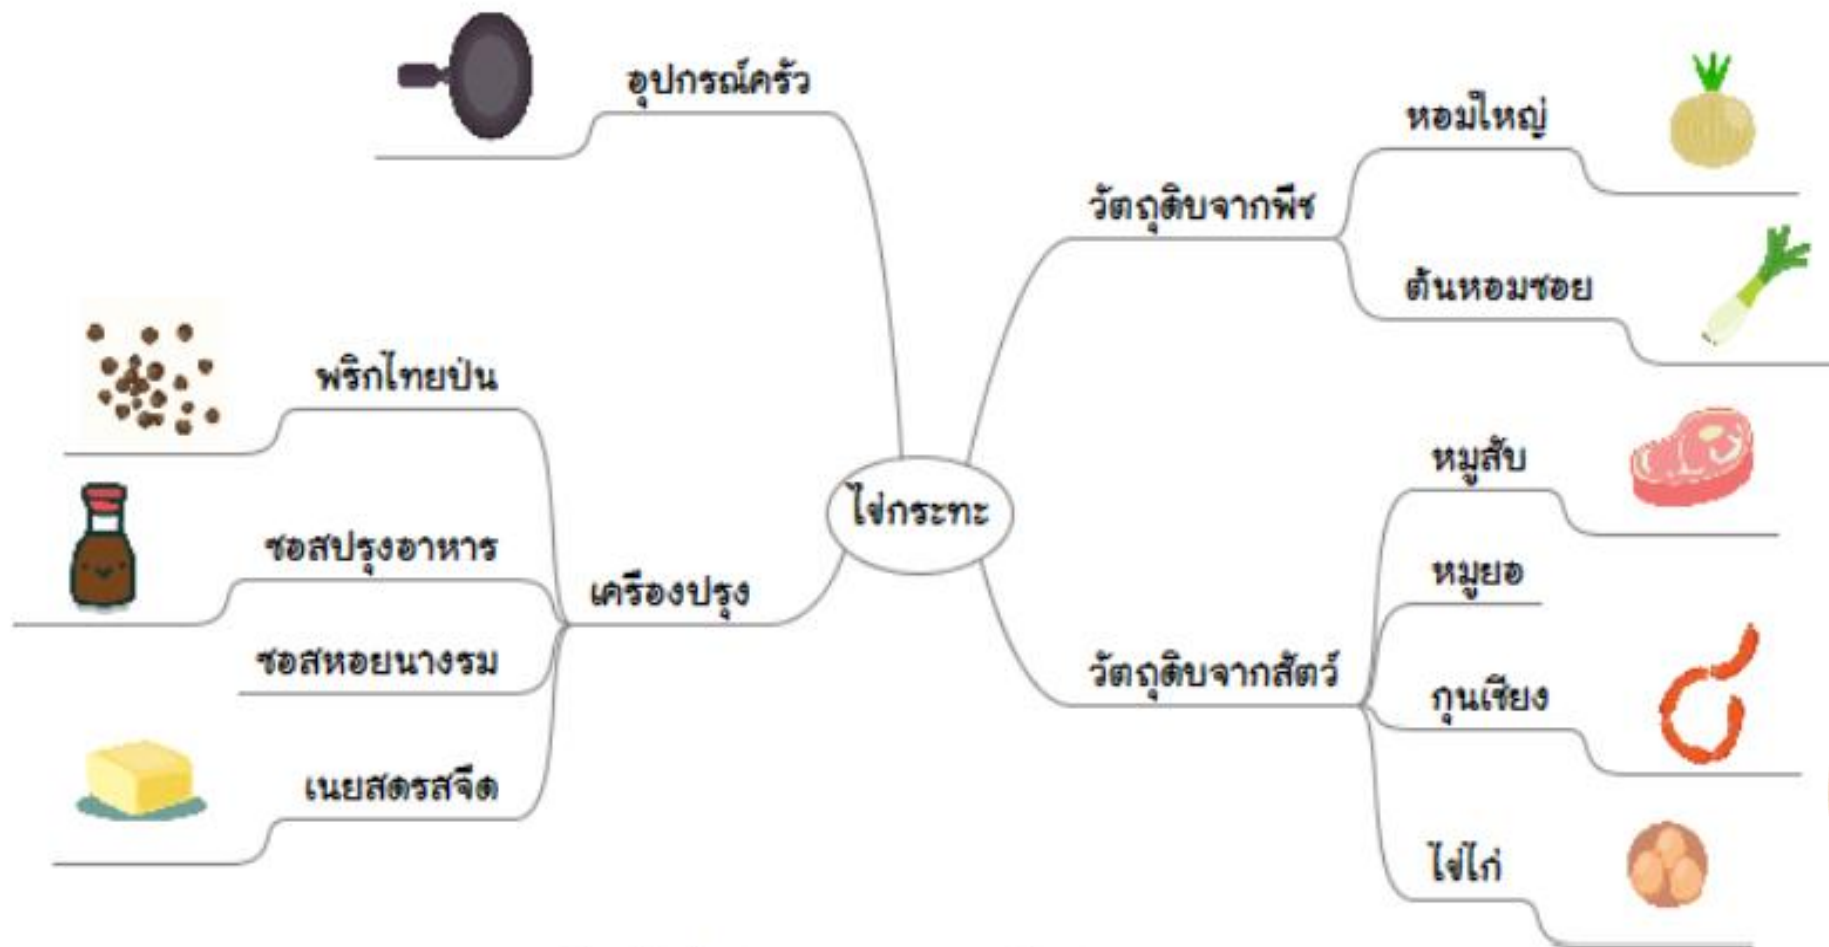 อุปกรณ์ครัว
หอมใหญ่
วัตถุดิบจากพืช
ต้นหอมซอย
พริกไทยป่น
หมูสับ
ไข่กระทะ
ซอสปรุงอาหาร
หมูยอ
เครื่องปรุง
ซอสหอยนางรม
วัตถุดิบจากสัตว์
กุนเชียง
เนยสดรสจืด
ไข่ไก่